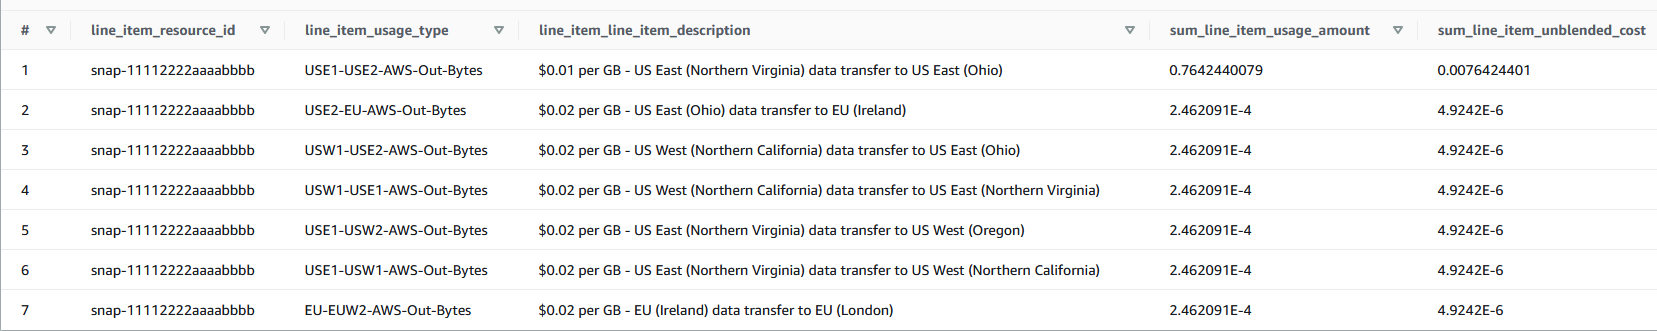 # line_item_resource_id line_item_usage_type line_item_line_item_description sum_line_item_usage_amount sum_line_item_unblended_cost
1 snap-11112222aaaabbbb USE1-USE2-AWS-Out-Bytes $0.01 per GB - US East (Northern Virginia) data transfer to US East (Ohio) 0.7642440079 0.0076424401
2 snap-11112222aaaabbbb USE2-EU-AWS-Out-Bytes $0.02 per GB - US East (Ohio) data transfer to EU (Ireland) 2.462091E-4 4.9242E-6
3 snap-11112222aaaabbbb USW1-USE2-AWS-Out-Bytes $0.02 per GB - US West (Northern California) data transfer to US East (Ohio) 2.462091E-4 4.9242E-6
4 snap-11112222aaaabbbb USW1-USE1-AWS-Out-Bytes $0.02 per GB - US West (Northern California) data transfer to US East (Northern Virginia) 2.462091E-4 4.9242E-6
5 snap-11112222aaaabbbb USE1-USW2-AWS-Out-Bytes $0.02 per GB - US East (Northern Virginia) data transfer to US West (Oregon) 2.462091E-4 4.9242E-6
6 snap-11112222aaaabbbb USE1-USW1-AWS-Out-Bytes $0.02 per GB - US East (Northern Virginia) data transfer to US West (Northern California) 2.462091E-4 4.9242E-6
7 snap-11112222aaaabbbb EU-EUW2-AWS-Out-Bytes $0.02 per GB - EU (Ireland) data transfer to EU (London) 2.462091E-4 4.9242E-6